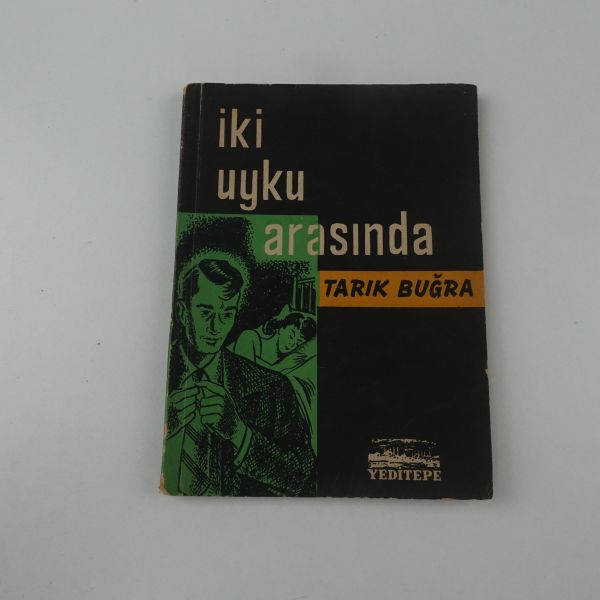 iki
uyku
arasında
TARIK BUĞRA
YEDİTEPE